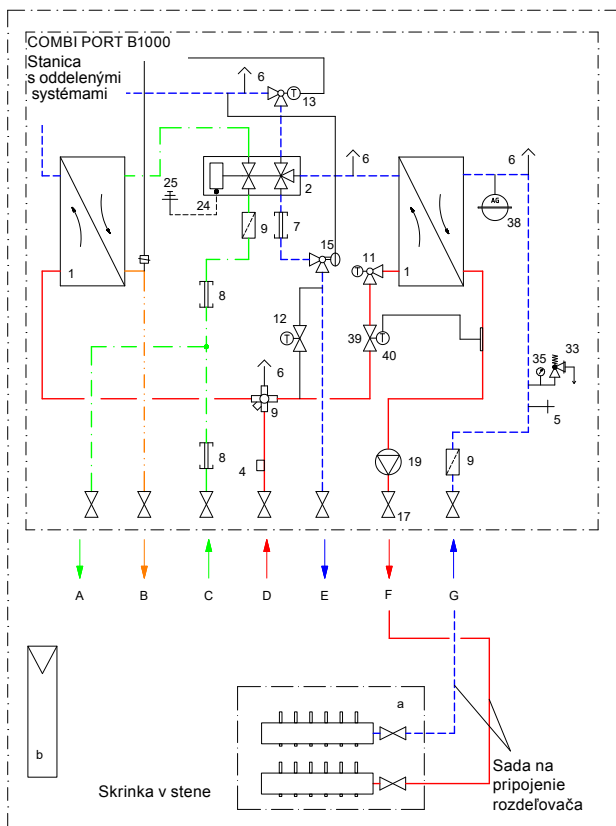 COMBI PORT B1000
Stanica
s oddelenými
systémami
6
T
13
6
6
25
24
2
AG
38
9
7
15
11
T
1
1
8
12
T
39
T
40
35
33
6
9
5
8
4
19
9
17
A
B
C
D
E
F
G
a
b
Skrinka v stene
Sada na
pripojenie
rozdeľovača